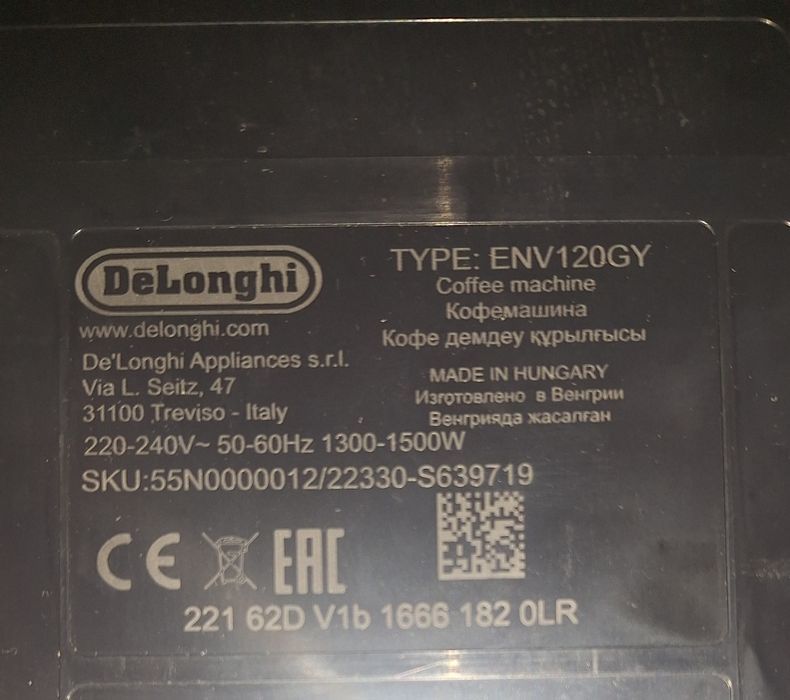 DēLonghi
www.delonghi.com
De'Longhi Appliances s.r.l.
Via L. Seitz, 47
31100 Treviso - Italy
TYPE: ENV120GY
Coffee machine
Кофемашина
Кофе демдеу құрылғысы
MADE IN HUNGARY
Изготовлено в Венгрии
Венгрияда жасалған
220-240V~ 50-60Hz 1300-1500W
SKU:55N0000012/22330-S639719
CE EAC
221 62D V1b 1666 182 0LR